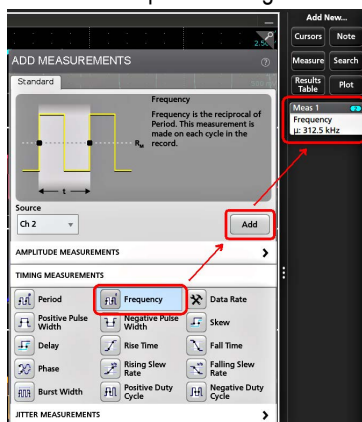 Add New...
Cursors Note
ADD MEASUREMENTS
Measure Search
Standard
Results Table Plot
Frequency
Frequency is the reciprocal of
Period. This measurement is
made on each cycle in the
record.
Meas 1
Frequency
µ: 312.5 kHz
t
Source
Ch 2
Add
AMPLITUDE MEASUREMENTS
TIMING MEASUREMENTS
Period Frequency Data Rate
Positive Pulse Width Negative Pulse Width Skew
Delay Rise Time Fall Time
Phase Rising Slew Rate Falling Slew Rate
Burst Width Positive Duty Cycle Negative Duty Cycle
JITTER MEASUREMENTS